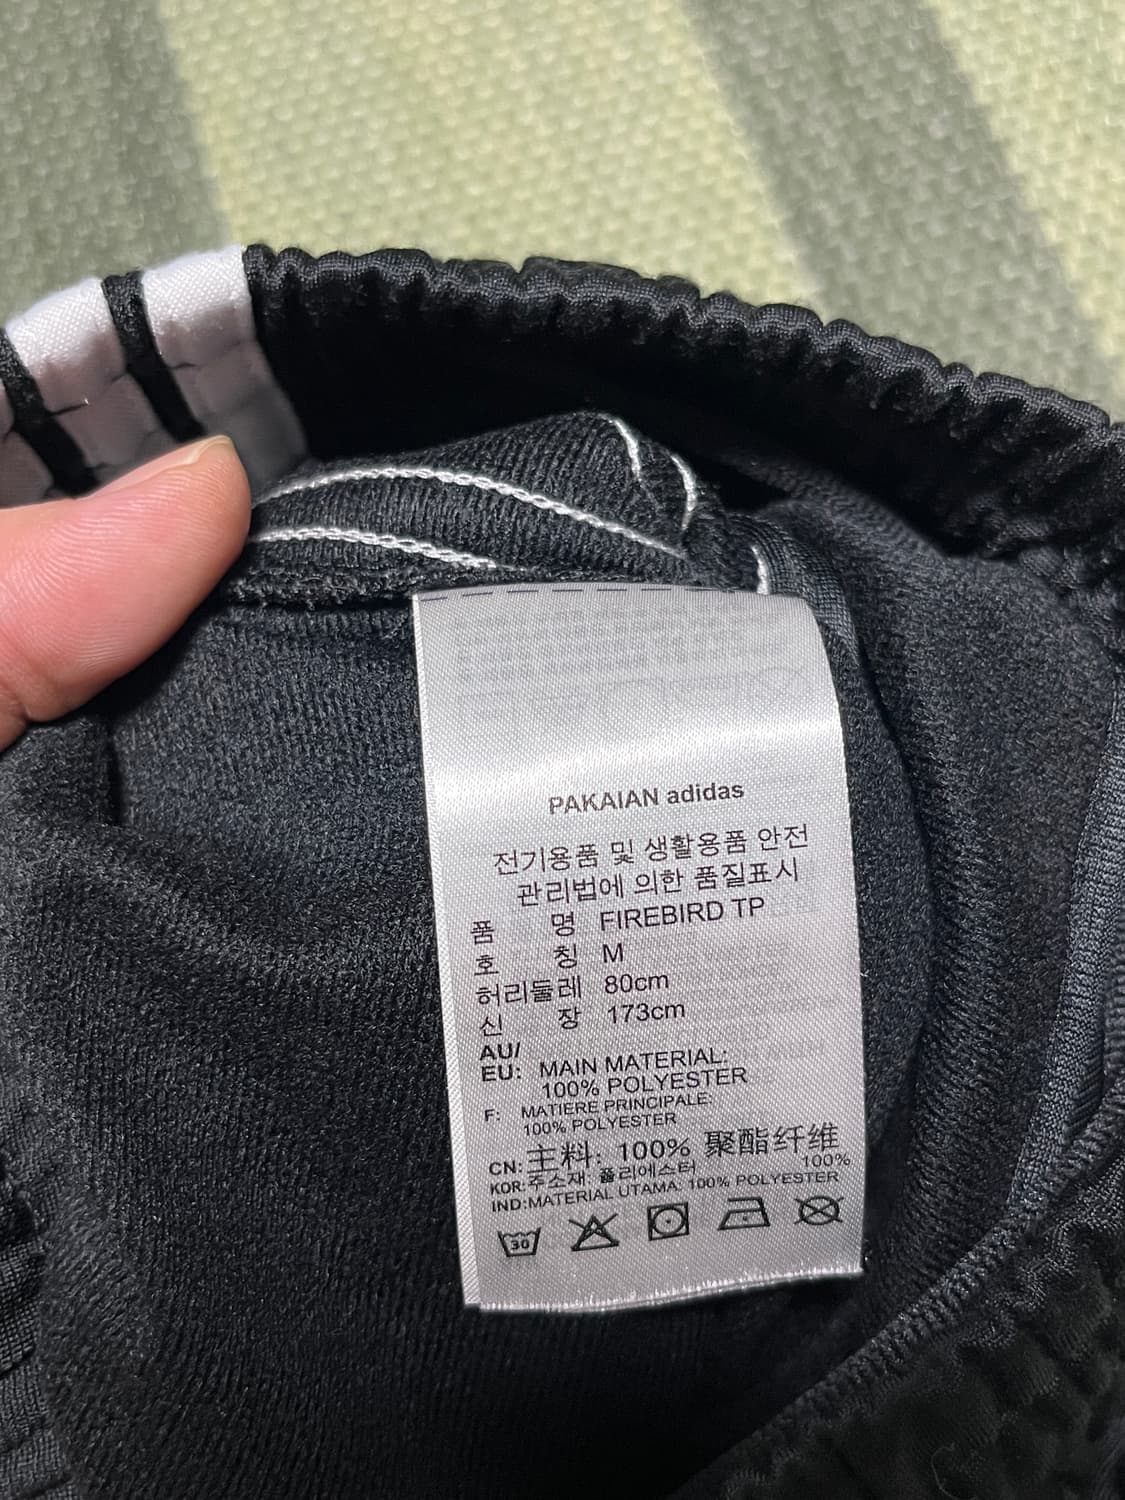 PAKAIAN adidas
전기용품 및 생활용품 안전
관리법에 의한 품질표시
품 명 FIREBIRD TP
호 칭 M
허리둘레 80cm
신 장 173cm
AU/
EU: MAIN MATERIAL:
100% POLYESTER
F: MATIERE PRINCIPALE:
100% POLYESTER
CN: 主料: 100% 聚酯纤维
KOR: 주소재: 폴리에스터 100%
IND: MATERIAL UTAMA: 100% POLYESTER
30